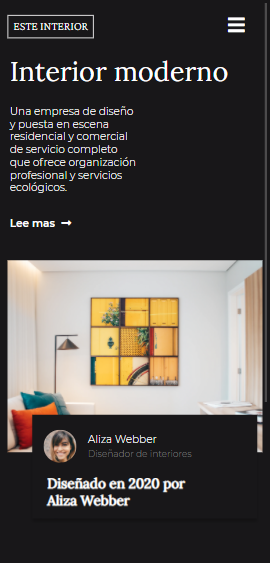 ESTE INTERIOR
Interior moderno
Una empresa de diseño
y puesta en escena
residencial y comercial
de servicio completo
que ofrece organización
profesional y servicios
ecológicos.
Lee mas →
Aliza Webber
Diseñador de interiores
Diseñado en 2020 por
Aliza Webber